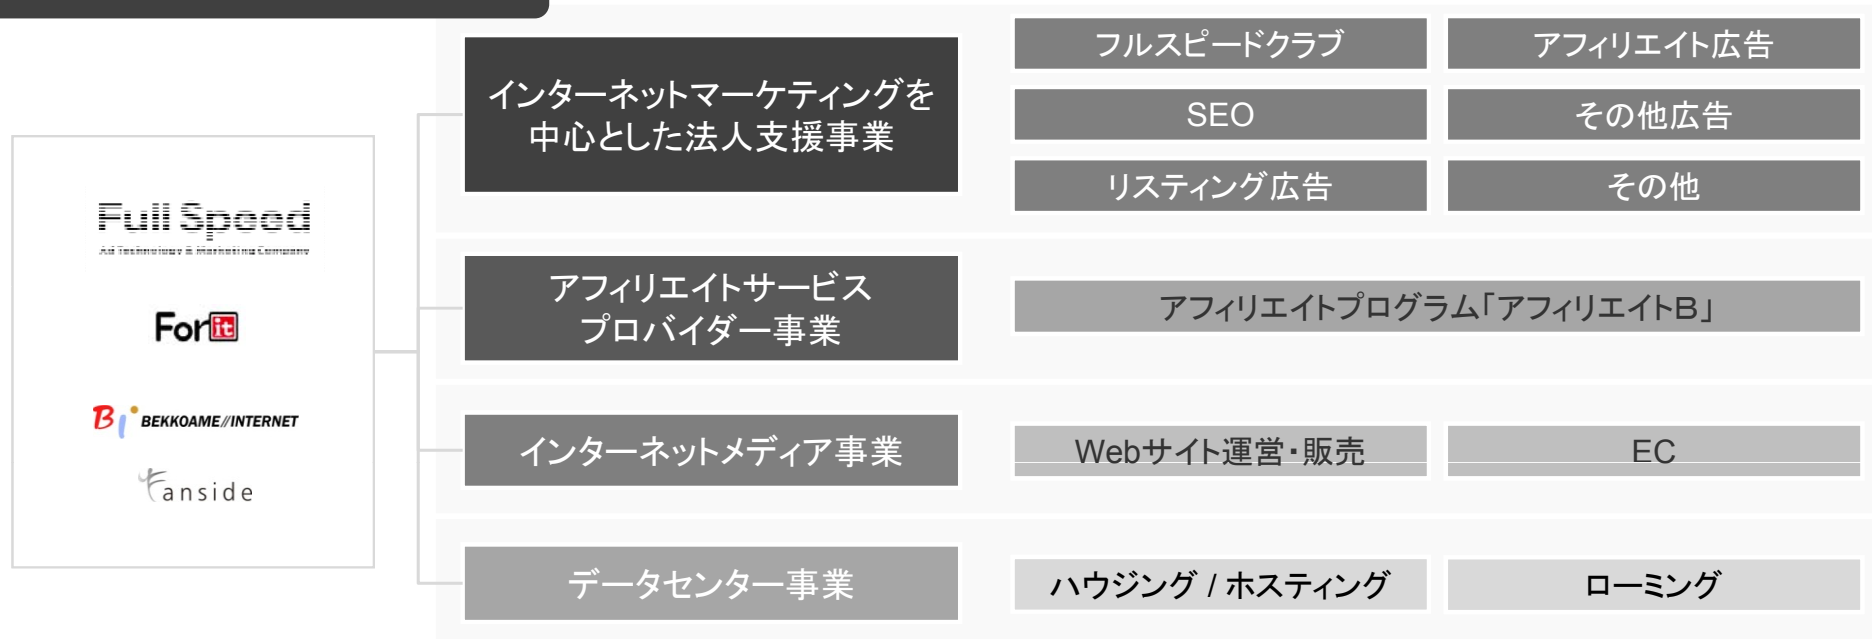 Full Speed
Ad Technology & Marketing Company
Forit
Bi BEKKOAME//INTERNET
Fanside
インターネットマーケティングを
中心とした法人支援事業
フルスピードクラブ
アフィリエイト広告
SEO
その他広告
リスティング広告
その他
アフィリエイトサービス
プロバイダー事業
アフィリエイトプログラム「アフィリエイトB」
インターネットメディア事業
Webサイト運営・販売
EC
データセンター事業
ハウジング / ホスティング
ローミング